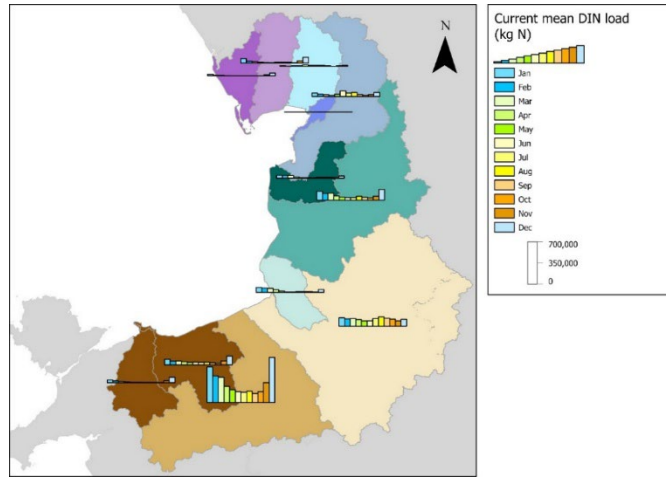 N
Current mean DIN load
(kg N)
Jan
Feb
Mar
Apr
May
Jun
Jul
Aug
Sep
Oct
Nov
Dec
700,000
350,000
0